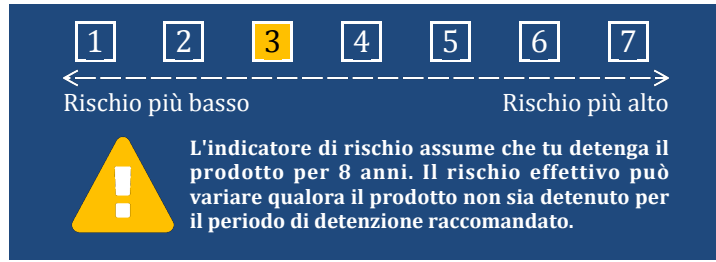 1 2 3 4 5 6 7
Rischio più basso Rischio più alto
L'indicatore di rischio assume che tu detenga il
prodotto per 8 anni. Il rischio effettivo può
variare qualora il prodotto non sia detenuto per
il periodo di detenzione raccomandato.